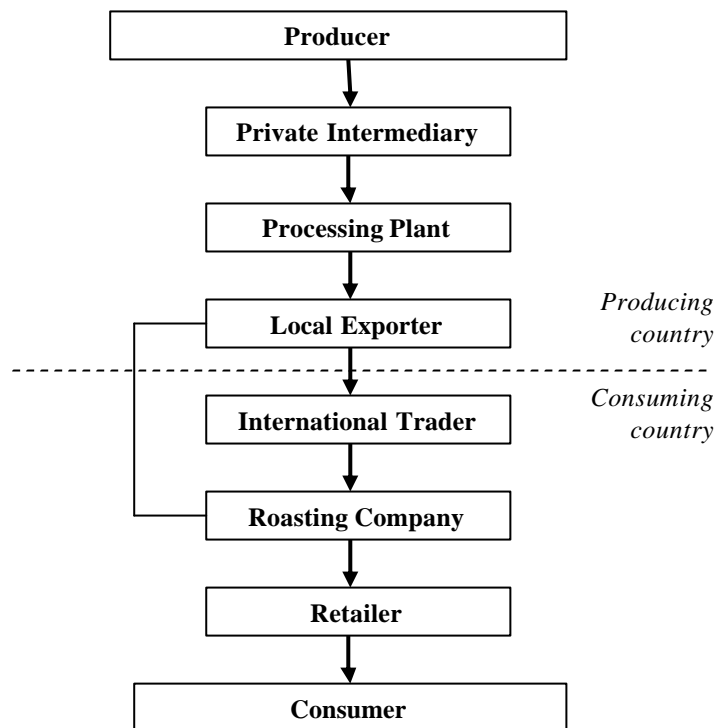 Producer
Private Intermediary
Processing Plant
Local Exporter
Producing
country
Consuming
country
International Trader
Roasting Company
Retailer
Consumer